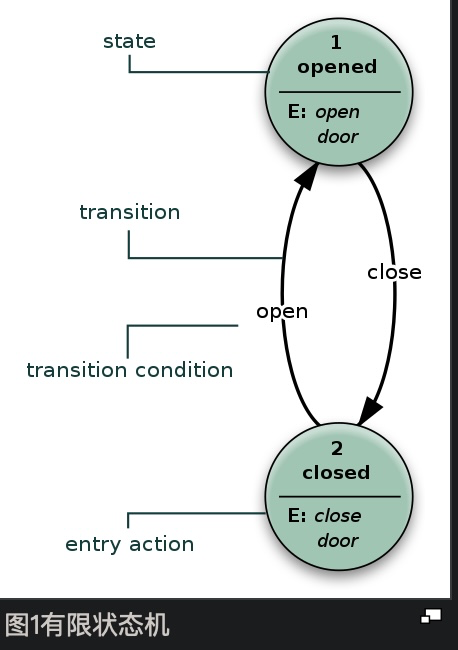 state
1
opened
E: open
door
transition
close
open
transition condition
2
closed
E: close
door
entry action
图1有限状态机